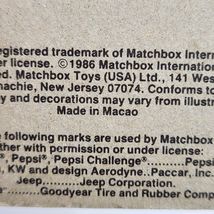 egistered trademark of Matchbox Intern
er license. ©1986 Matchbox Internation
ed. Matchbox Toys (USA) Ltd., 141 Wes
nachie, New Jersey 07074. Conforms to
y and decorations may vary from illustr
Made in Macao
e following marks are used by Matchbox
ther with permission or under license:
®, Pepsi®, Pepsi Challenge®......Pepsi
n, KW and design Aerodyne..Paccar, Inc
Jeep..........Jeep Corporation.
r®......Goodyear Tire and Rubber Comp